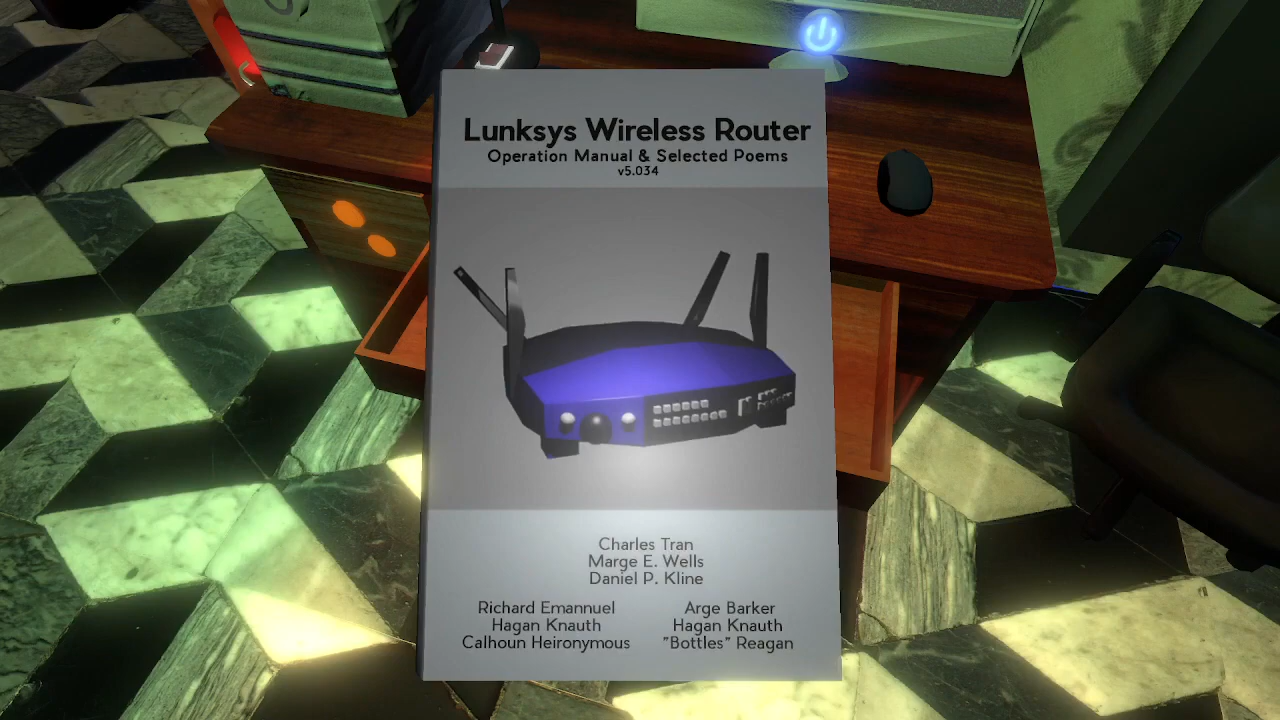 Lunksys Wireless Router
Operation Manual & Selected Poems
v5.034
Charles Tran
Marge E. Wells
Daniel P. Kline
Richard Emannuel
Hagan Knauth
Calhoun Heironymous
Arge Barker
Hagan Knauth
"Bottles" Reagan